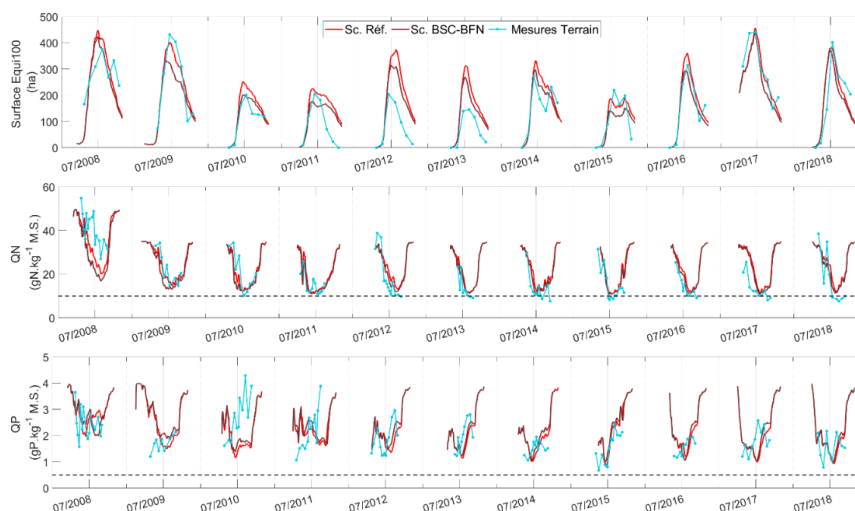 Sc. Réf. Sc. BSC-BFN Mesures Terrain
Surface Equi100
(ha)
500
400
300
200
100
0
07/2008 07/2009 07/2010 07/2011 07/2012 07/2013 07/2014 07/2015 07/2016 07/2017 07/2018
QN
(gN.kg⁻¹ M.S.)
60
40
20
0
07/2008 07/2009 07/2010 07/2011 07/2012 07/2013 07/2014 07/2015 07/2016 07/2017 07/2018
QP
(gP.kg⁻¹ M.S.)
5
4
3
2
1
0
07/2008 07/2009 07/2010 07/2011 07/2012 07/2013 07/2014 07/2015 07/2016 07/2017 07/2018